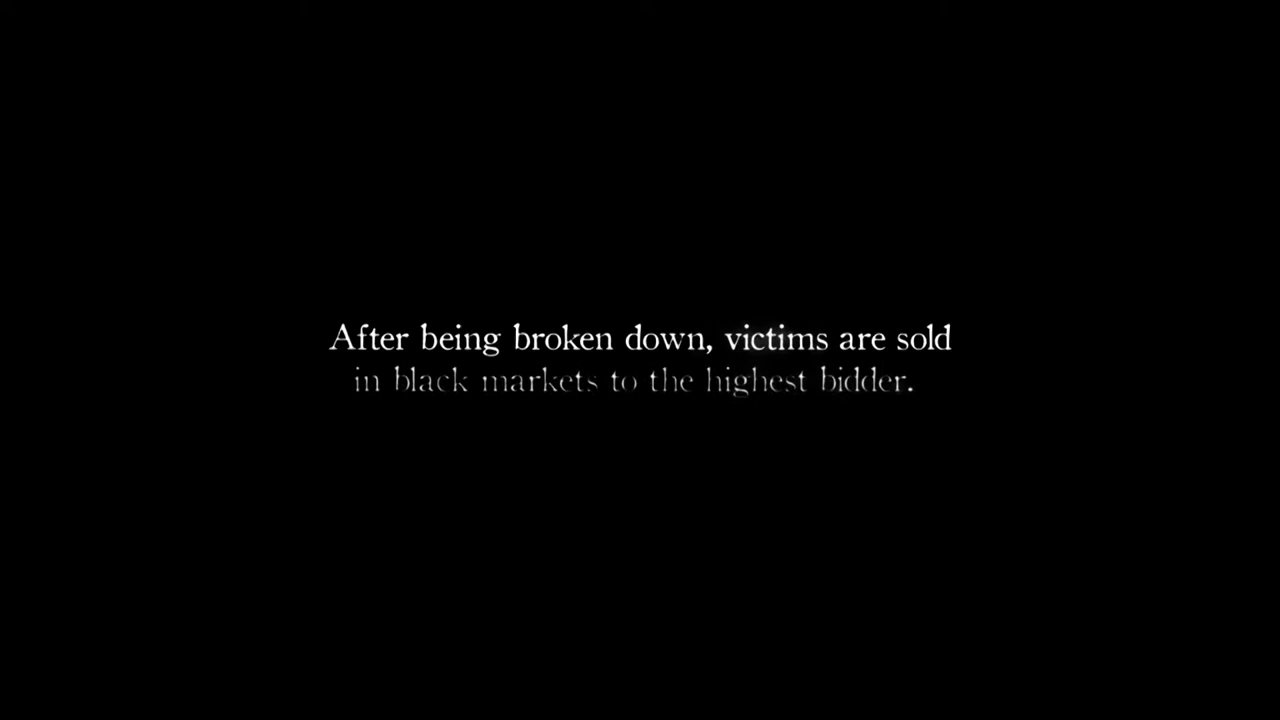 After being broken down, victims are sold
in black markets to the highest bidder.